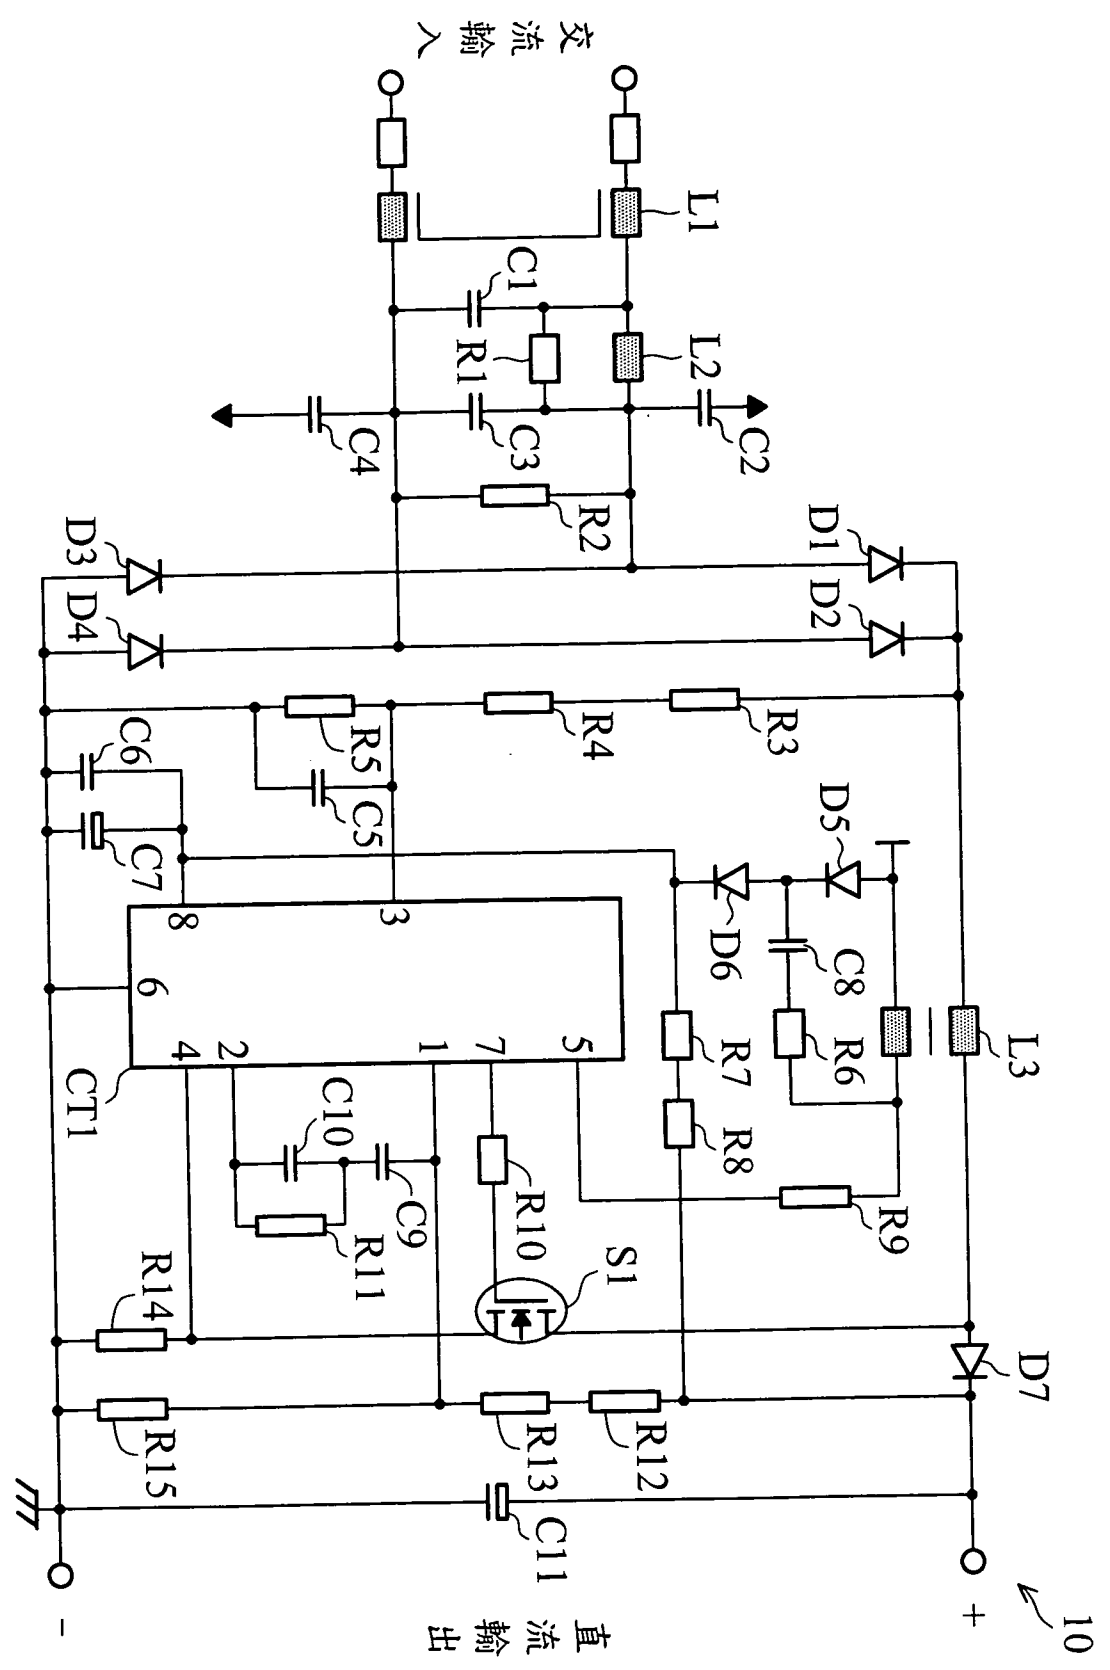 10
L3
D7
+
R9
C8
R6
D5
D1
D2
R3
C2
R7
R8
D6
L1
L2
R12
S1
R2
R4
交流輸入
直流輸出
5
C1
C3
R10
R13
C11
7
R1
1
3
C9
R5
C5
C4
R11
C10
2
4
8
6
R14
R15
C6
C7
D3
D4
CT1
-